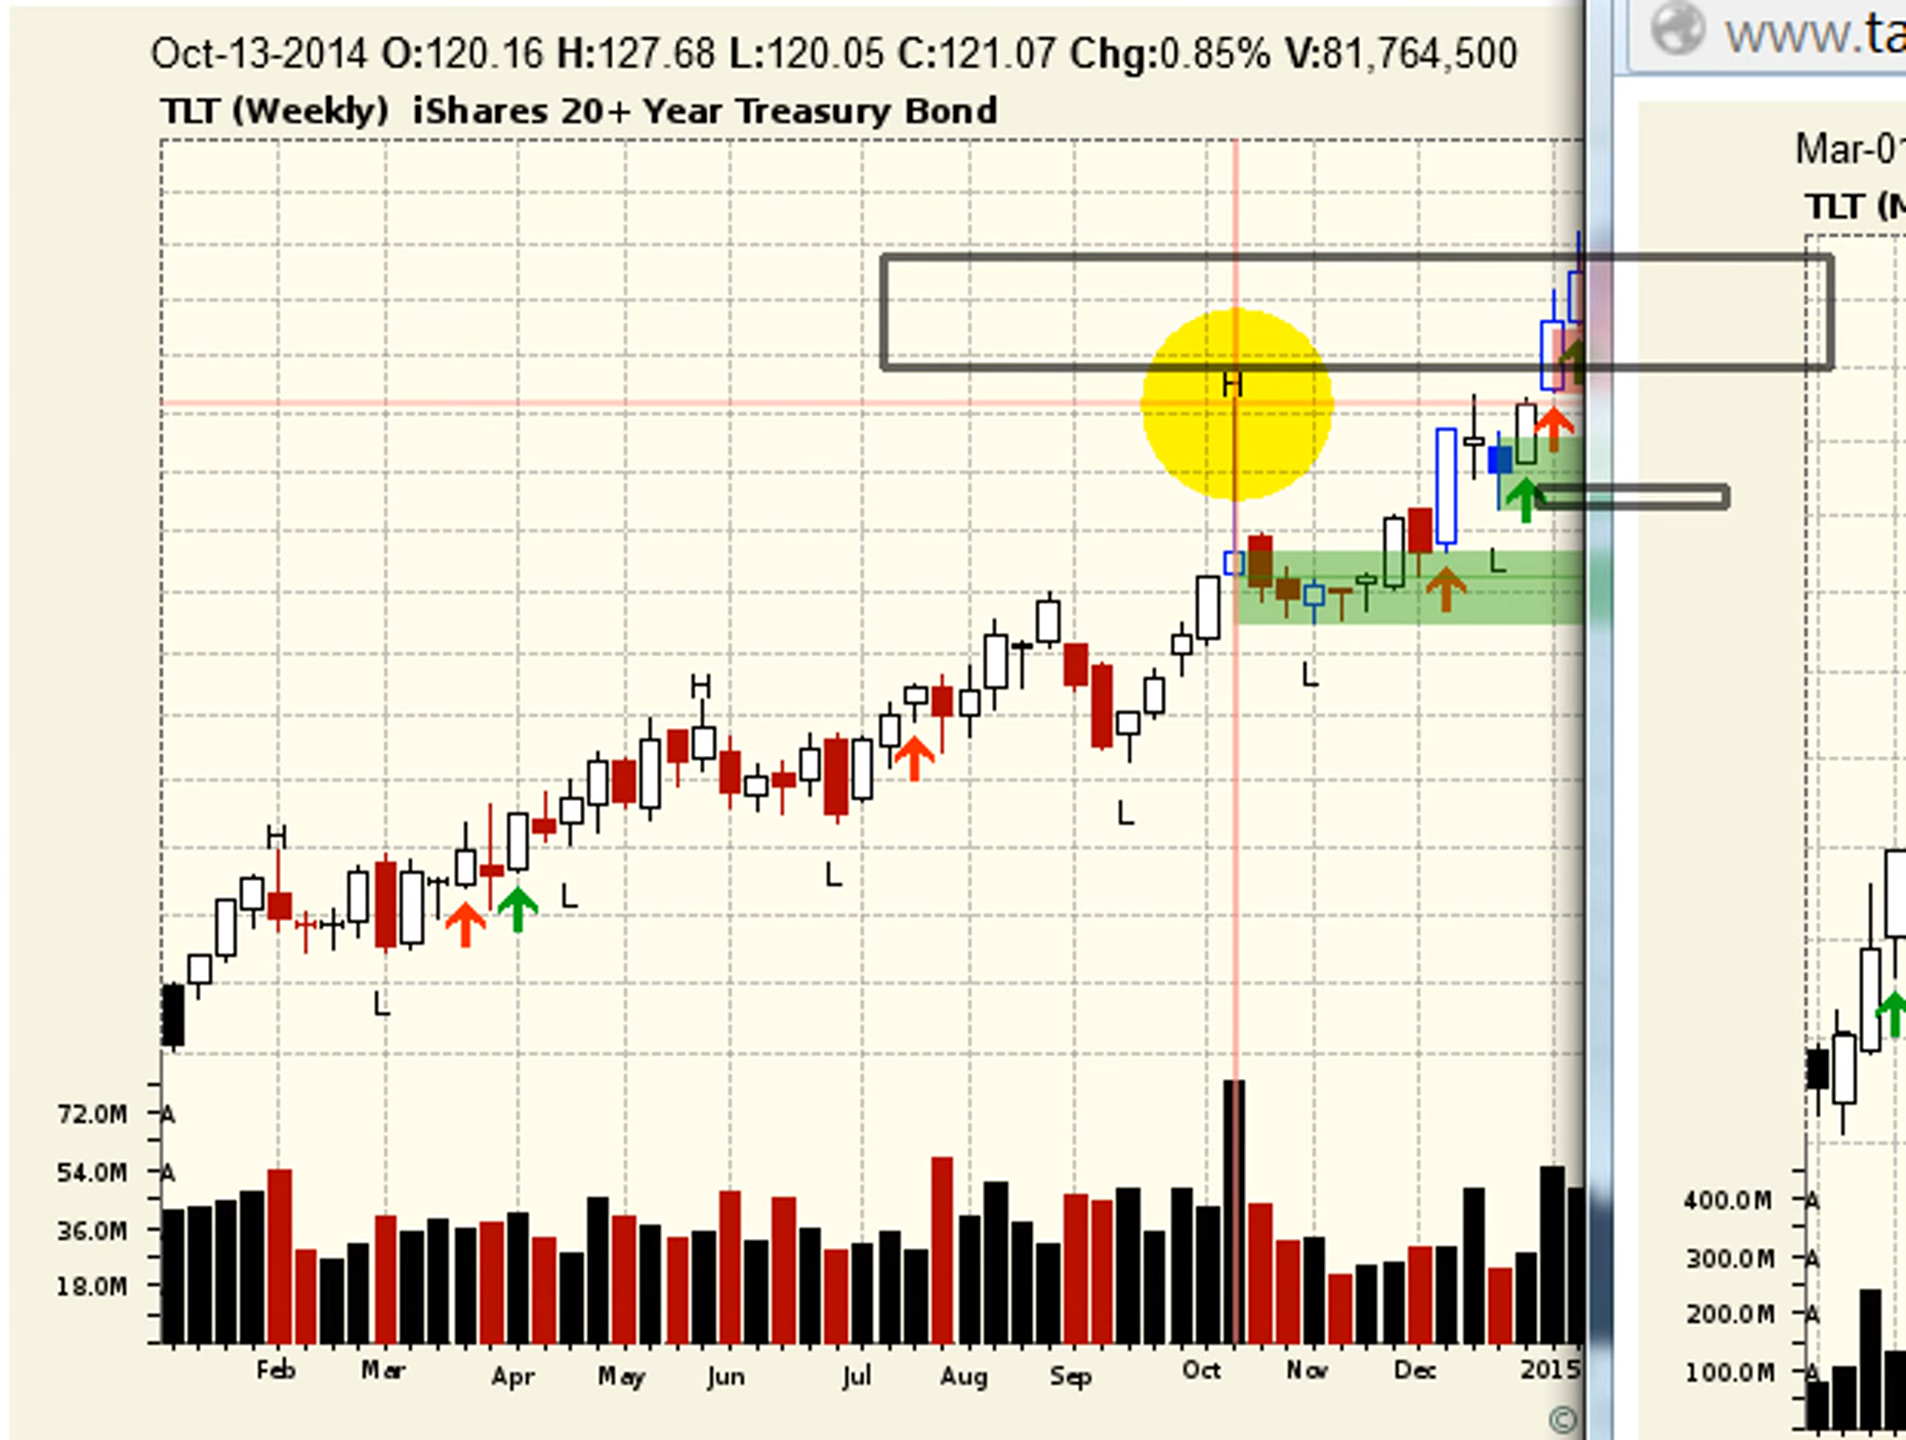 Oct-13-2014 O:120.16 H:127.68 L:120.05 C:121.07 Chg:0.85% V:81,764,500
TLT (Weekly) iShares 20+ Year Treasury Bond
H
H
H
L
L
L
L
L
L
72.0M A
54.0M A
36.0M
18.0M
Feb Mar Apr May Jun Jul Aug Sep Oct Nov Dec 2015
©
www.ta
Mar-01
TLT (M
400.0M A
300.0M A
200.0M A
100.0M A